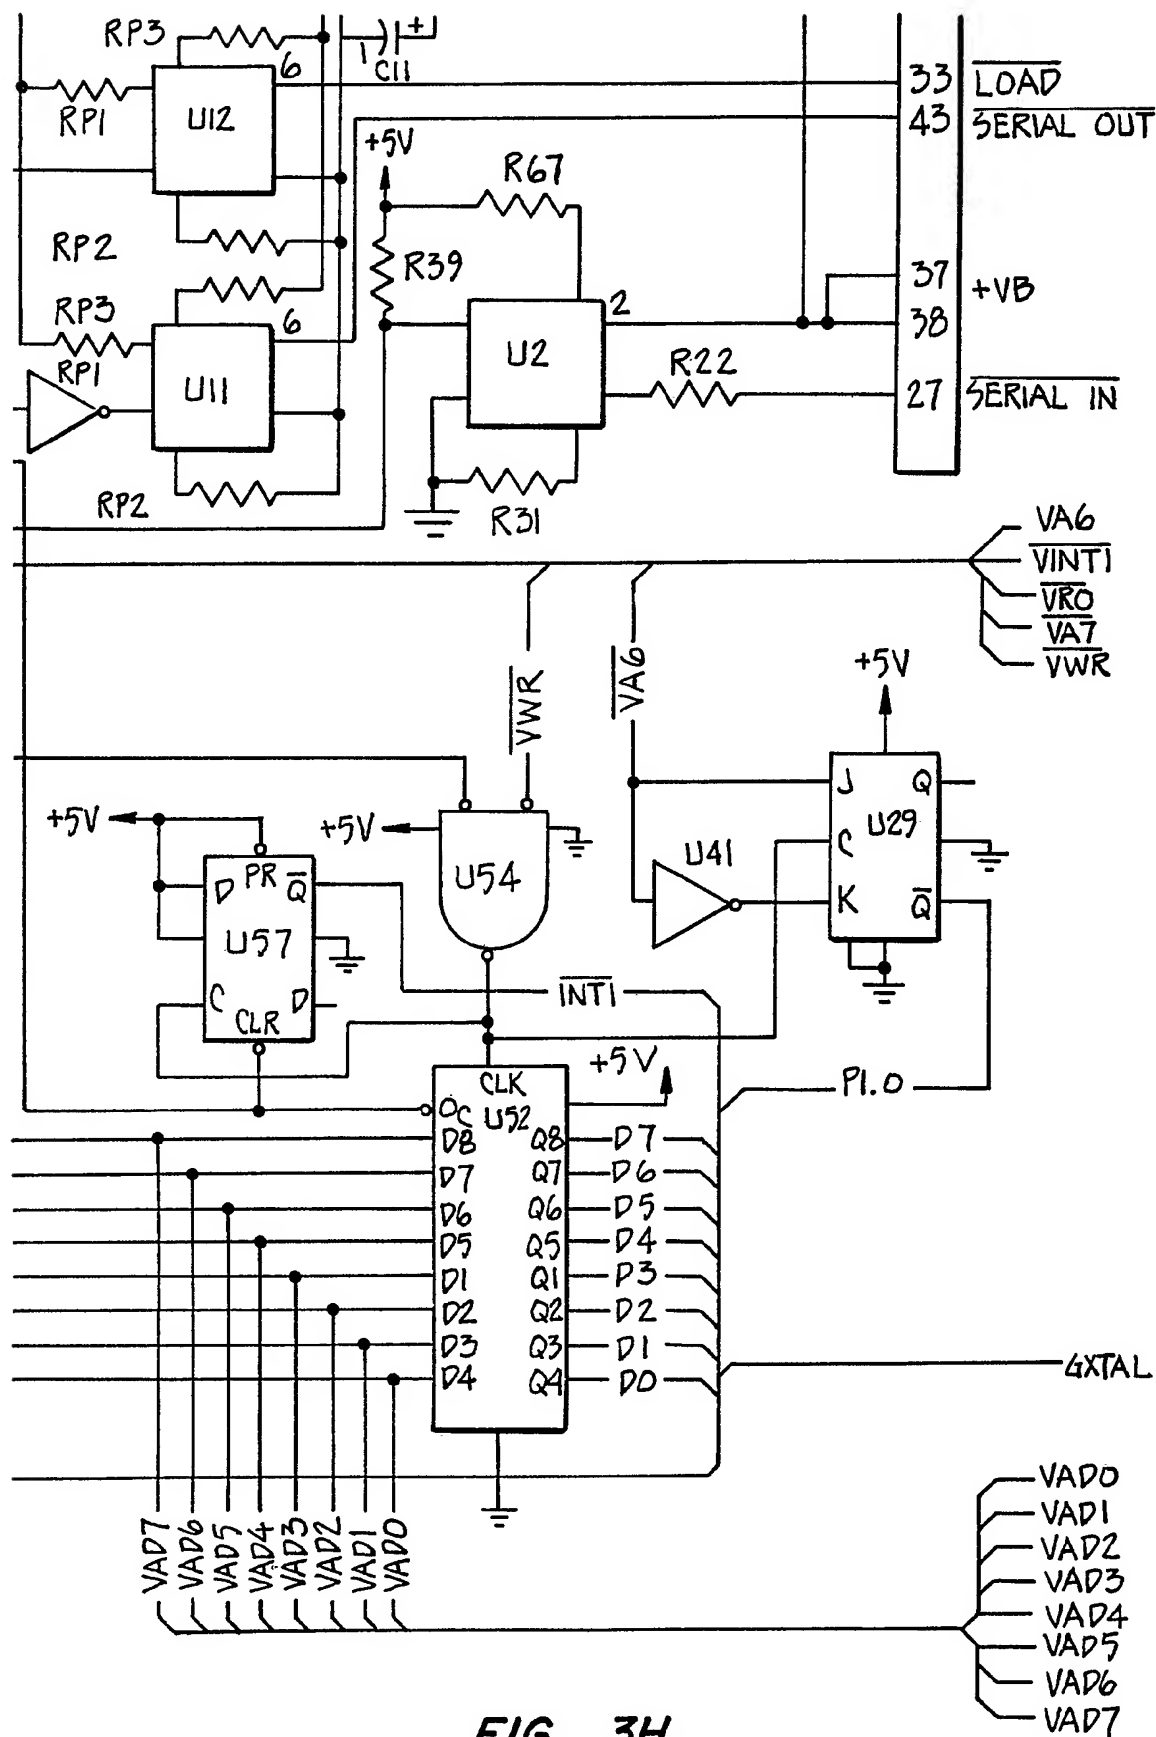 RP3
+
1
C11
6
33 LOAD
RP1
U12
43 SERIAL OUT
+5V
R67
RP2
R39
37
+VB
RP3
6
2
38
RP1
U11
U2
R22
27 SERIAL IN
RP2
R31
VA6
VINT1
VRO
VA7
VWR
VWR
VA6
+5V
J Q
U29
C
K Q
U41
+5V
+5V
U54
PR
D Q
U57
C D
CLR
INT1
+5V
CLK
OC U52
P1.0
D8 Q8 D7
D7 Q7 D6
D6 Q6 D5
D5 Q5 D4
D1 Q1 D3
D2 Q2 D2
D3 Q3 D1
D4 Q4 D0
GXTAL
VAD7
VAD6
VAD5
VAD4
VAD3
VAD2
VAD1
VAD0
VAD0
VAD1
VAD2
VAD3
VAD4
VAD5
VAD6
VAD7
FIG. 3H